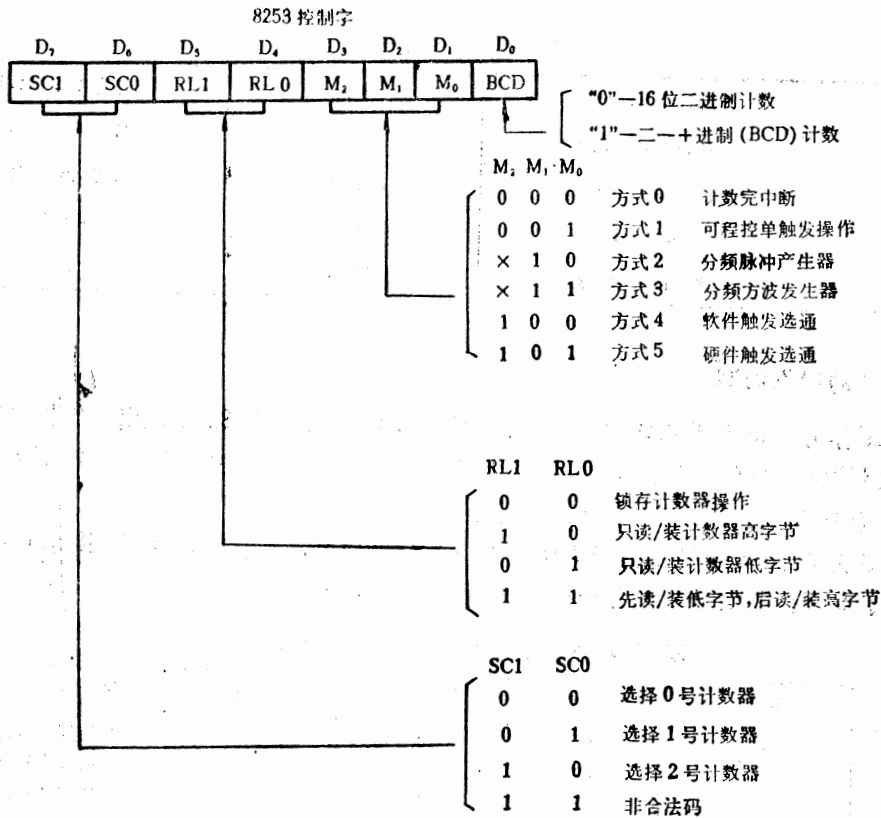 8253 控制字
D₇ D₆ D₅ D₄ D₃ D₂ D₁ D₀
SC1 SC0 RL1 RL0 M₂ M₁ M₀ BCD
“0”—16 位二进制计数
“1”—二—十进制 (BCD) 计数
M₂ M₁ M₀
0 0 0 方式 0 计数完中断
0 0 1 方式 1 可程控单触发操作
× 1 0 方式 2 分频脉冲产生器
× 1 1 方式 3 分频方波发生器
1 0 0 方式 4 软件触发选通
1 0 1 方式 5 硬件触发选通
RL1 RL0
0 0 锁存计数器操作
1 0 只读/装计数器高字节
0 1 只读/装计数器低字节
1 1 先读/装低字节,后读/装高字节
SC1 SC0
0 0 选择 0 号计数器
0 1 选择 1 号计数器
1 0 选择 2 号计数器
1 1 非合法码